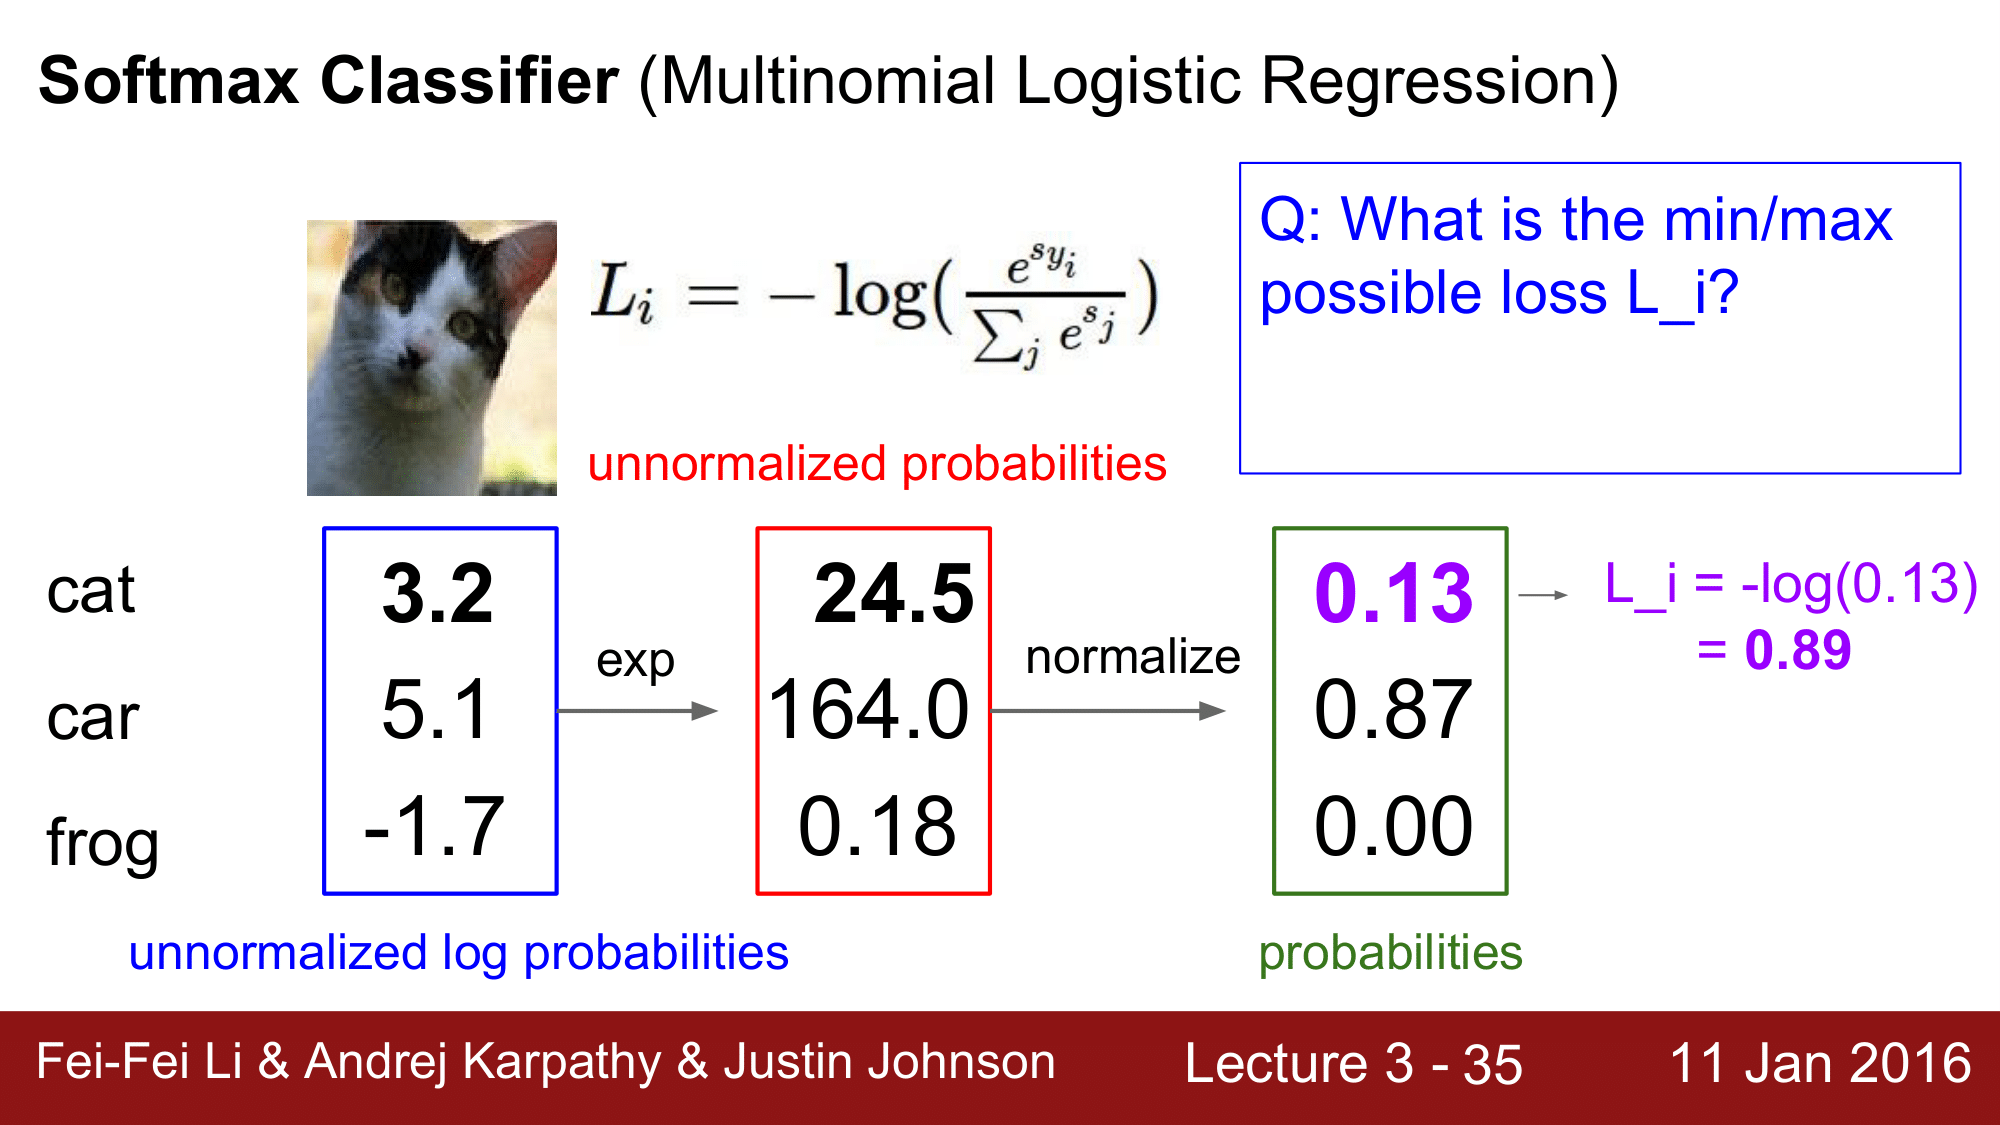 Softmax Classifier (Multinomial Logistic Regression)
L_i = − log( e^{s_{y_i}} / ∑_j e^{s_j} )
Q: What is the min/max
possible loss L_i?
unnormalized probabilities
cat 3.2 24.5 0.13 L_i = -log(0.13)
= 0.89
exp normalize
car 5.1 164.0 0.87
frog -1.7 0.18 0.00
unnormalized log probabilities probabilities
Fei-Fei Li & Andrej Karpathy & Justin Johnson Lecture 3 - 35 11 Jan 2016